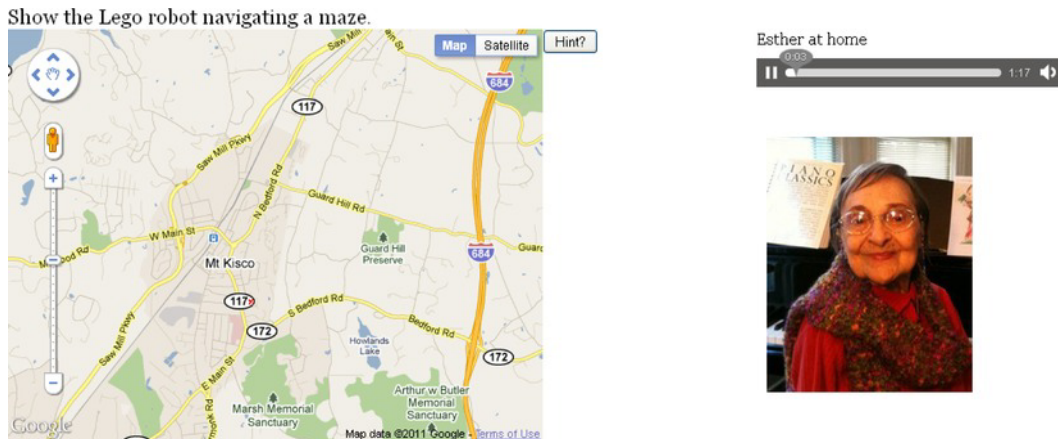 Show the Lego robot navigating a maze.
Map
Satellite
Hint?
Esther at home
0:03
1:17
Saw Mill
684
117
Saw Mill Pkwy
N Bedford Rd
Guard Hill Rd
W Main St
Guard Hill
Preserve
684
Mt Kisco
117
S Bedford Rd
172
Bedford Rd
Howlands
Lake
172
Saw Mill Pkwy
E Main St
Arthur W Butler
Memorial
Sanctuary
Marsh Memorial
Sanctuary
Google
Map data ©2011 Google - Terms of Use
PIANO
CLASSICS